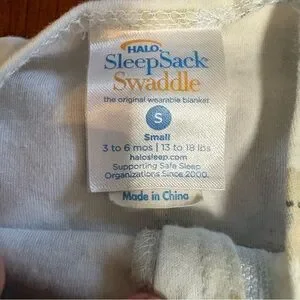 HALO
SleepSack
Swaddle
the original wearable blanket
S
Small
3 to 6 mos | 13 to 18 lbs
halosleep.com
Supporting Safe Sleep
Organizations Since 2000.
Made in China